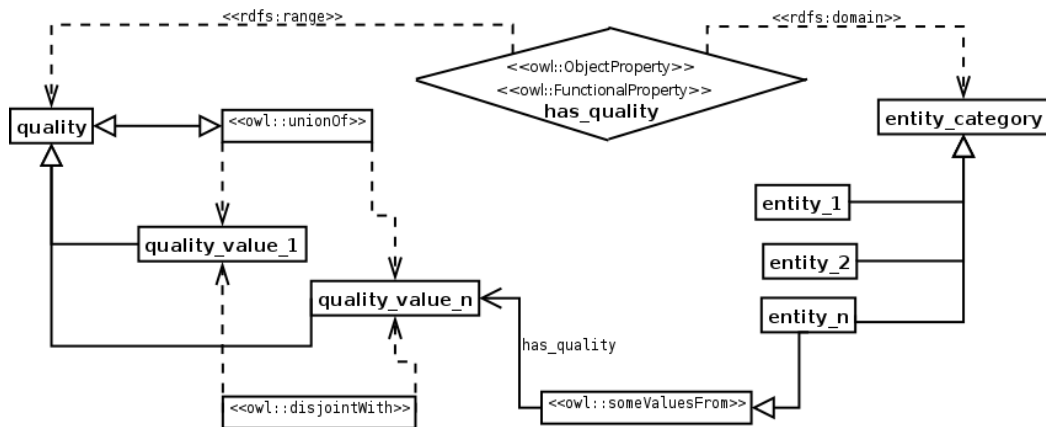 <<rdfs:range>>
<<rdfs:domain>>
<<owl::ObjectProperty>>
<<owl::FunctionalProperty>>
has_quality
quality
<<owl::unionOf>>
entity_category
entity_1
quality_value_1
entity_2
quality_value_n
entity_n
has_quality
<<owl::disjointWith>>
<<owl::someValuesFrom>>